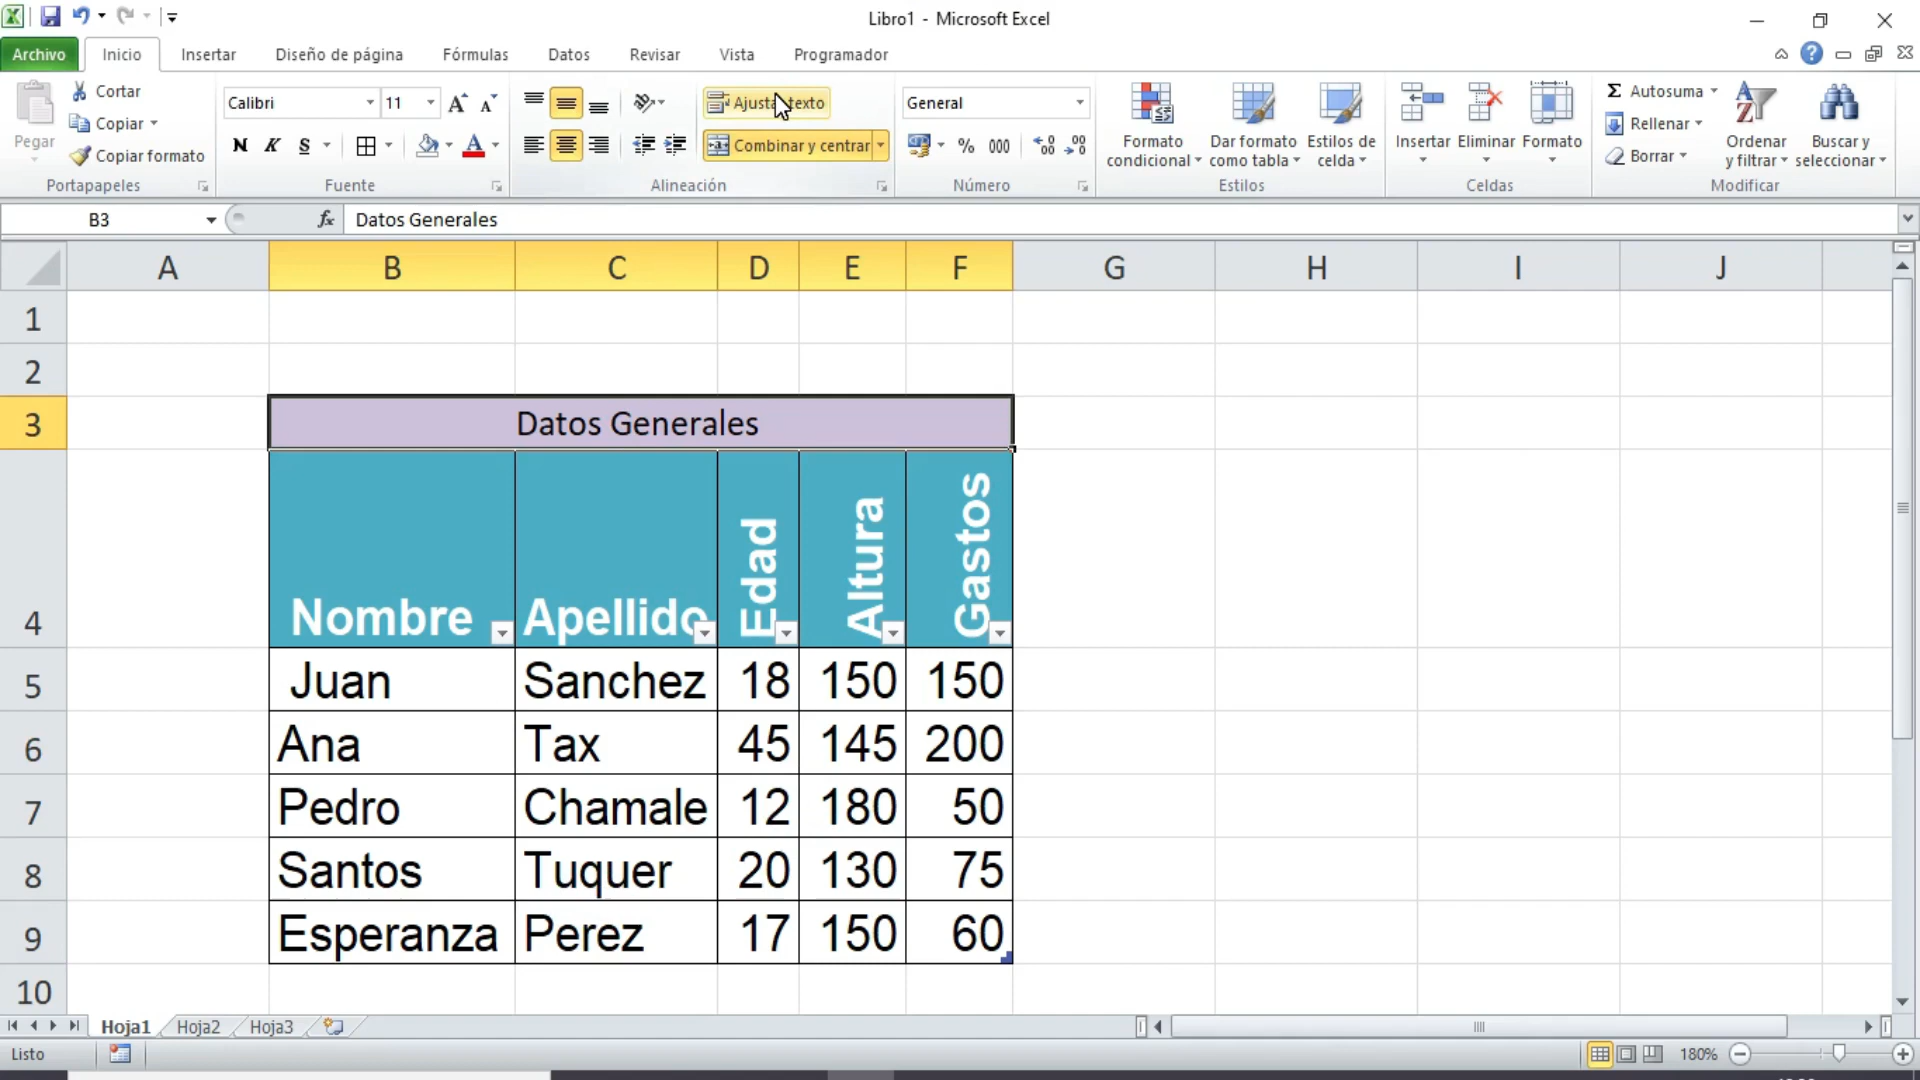 Libro1 - Microsoft Excel
Archivo Inicio Insertar Diseño de página Fórmulas Datos Revisar Vista Programador
Pegar
Cortar
Copiar
Copiar formato
Portapapeles
Calibri 11
N K S
Fuente
Ajustar texto
Combinar y centrar
Alineación
General
% 000
Número
Formato condicional
Dar formato como tabla
Estilos de celda
Estilos
Insertar Eliminar Formato
Celdas
Σ Autosuma
Rellenar
Borrar
Ordenar y filtrar
Buscar y seleccionar
Modificar
B3 fx Datos Generales
A B C D E F G H I J
1
2
3 Datos Generales
4 Nombre Apellido Edad Altura Gastos
5 Juan Sanchez 18 150 150
6 Ana Tax 45 145 200
7 Pedro Chamale 12 180 50
8 Santos Tuquer 20 130 75
9 Esperanza Perez 17 150 60
10
Hoja1 Hoja2 Hoja3
Listo 180%